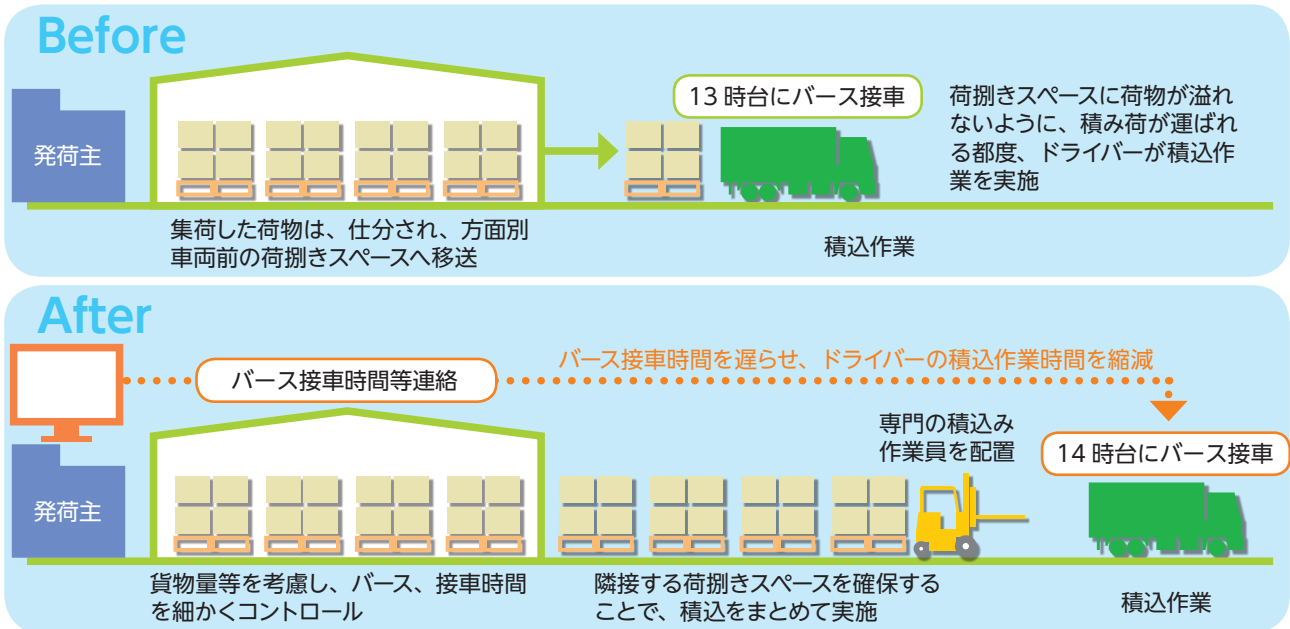 Before
発荷主
13時台にバース接車
荷捌きスペースに荷物が溢れ
ないように、積み荷が運ばれ
る都度、ドライバーが積込作
業を実施
集荷した荷物は、仕分され、方面別
車両前の荷捌きスペースへ移送
積込作業
After
バース接車時間等連絡
バース接車時間を遅らせ、ドライバーの積込作業時間を縮減
専門の積込み
作業員を配置
14時台にバース接車
発荷主
貨物量等を考慮し、バース、接車時間
を細かくコントロール
隣接する荷捌きスペースを確保する
ことで、積込をまとめて実施
積込作業